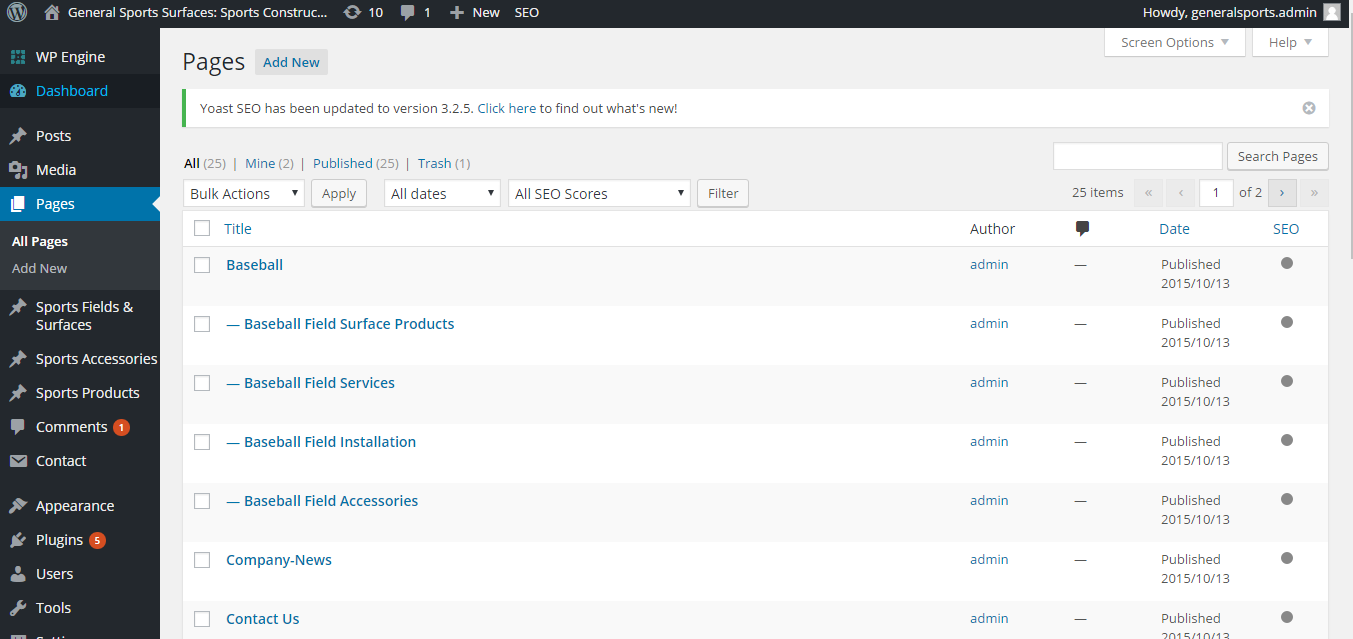 General Sports Surfaces: Sports Construc... 10 1 New SEO Howdy, generalsports.admin
WP Engine
Dashboard
Posts
Media
Pages
All Pages
Add New
Sports Fields &
Surfaces
Sports Accessories
Sports Products
Comments 1
Contact
Appearance
Plugins 5
Users
Tools
Screen Options Help
Pages Add New
Yoast SEO has been updated to version 3.2.5. Click here to find out what's new!
All (25) | Mine (2) | Published (25) | Trash (1)
Search Pages
Bulk Actions Apply All dates All SEO Scores Filter 25 items « ‹ 1 of 2 › »
Title Author Date SEO
Baseball admin — Published
2015/10/13
— Baseball Field Surface Products admin — Published
2015/10/13
— Baseball Field Services admin — Published
2015/10/13
— Baseball Field Installation admin — Published
2015/10/13
— Baseball Field Accessories admin — Published
2015/10/13
Company-News admin — Published
2015/10/13
Contact Us admin — Published
2015/10/13